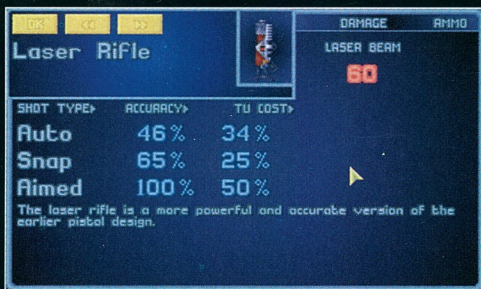 OK << >>
DAMAGE AMMO
Laser Rifle
LASER BEAM
60
SHOT TYPE▶ ACCURACY▶ TU COST▶
Auto 46% 34%
Snap 65% 25%
Aimed 100% 50%
The laser rifle is a more powerful and accurate version of the
earlier pistol design.